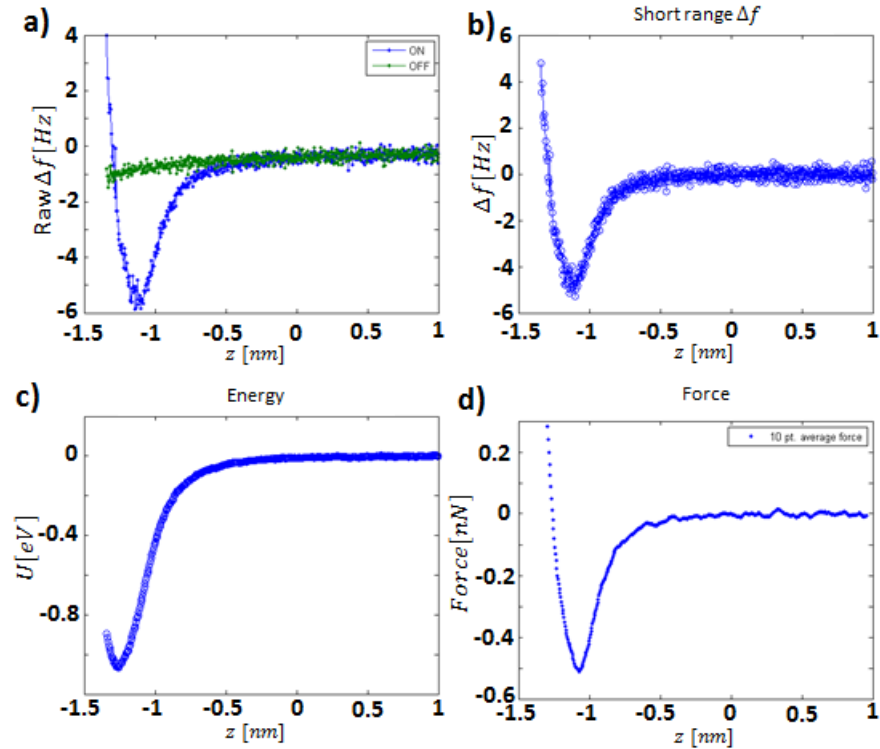 a)
4
2
0
-2
-4
-6
Raw Δf [Hz]
ON
OFF
-1.5 -1 -0.5 0 0.5 1
z [nm]
b)
Short range Δf
6
4
2
0
-2
-4
-6
Δf [Hz]
-1.5 -1 -0.5 0 0.5 1
z [nm]
c)
Energy
0
-0.4
-0.8
U[eV]
-1.5 -1 -0.5 0 0.5 1
z [nm]
d)
Force
10 pt. average force
0.2
0
-0.2
-0.4
-0.6
Force[nN]
-1.5 -1 -0.5 0 0.5 1
z [nm]